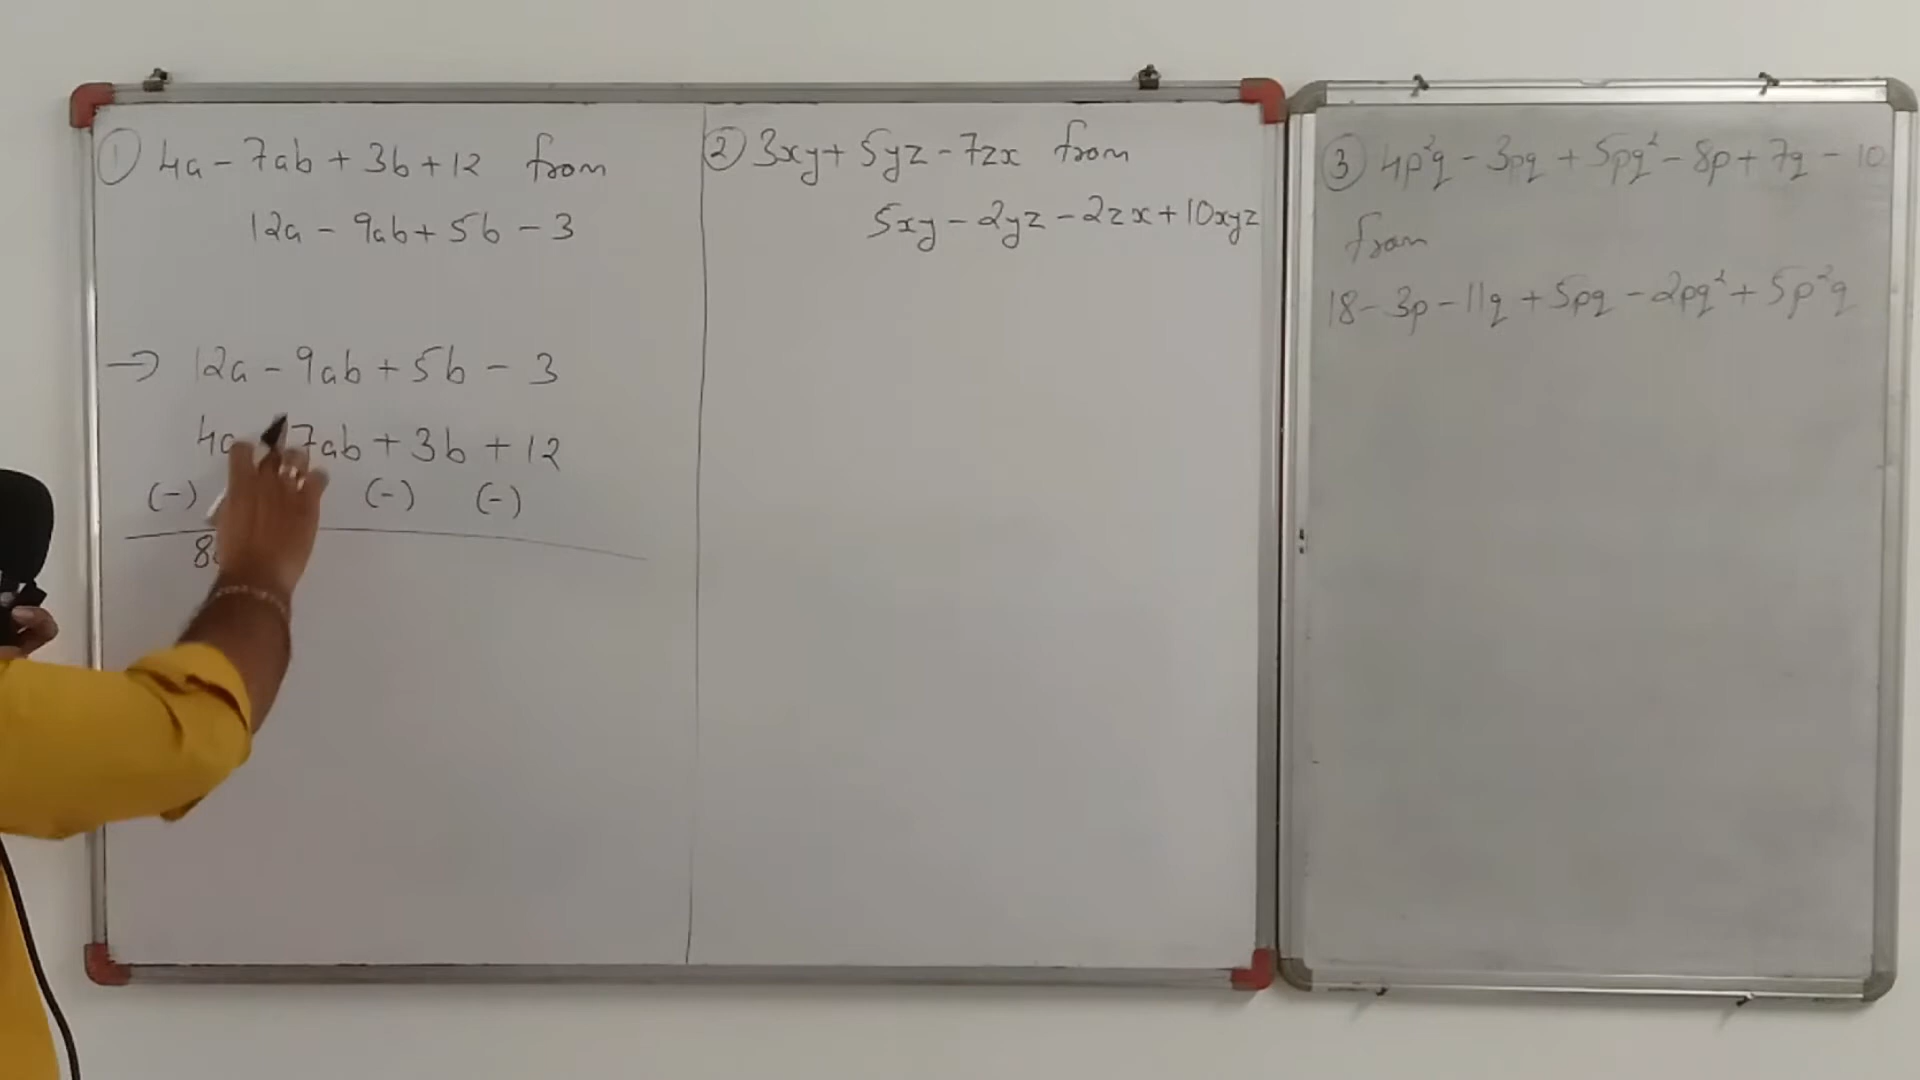 ① 4a - 7ab + 3b + 12 from
12a - 9ab + 5b - 3
→ 12a - 9ab + 5b - 3
4a 7ab + 3b + 12
(-) (-) (-)
8
② 3xy + 5yz - 7zx from
5xy - 2yz - 2zx + 10xyz
③ 4p²q - 3pq + 5pq² - 8p + 7q - 10
from
18 - 3p - 11q + 5pq - 2pq² + 5p²q